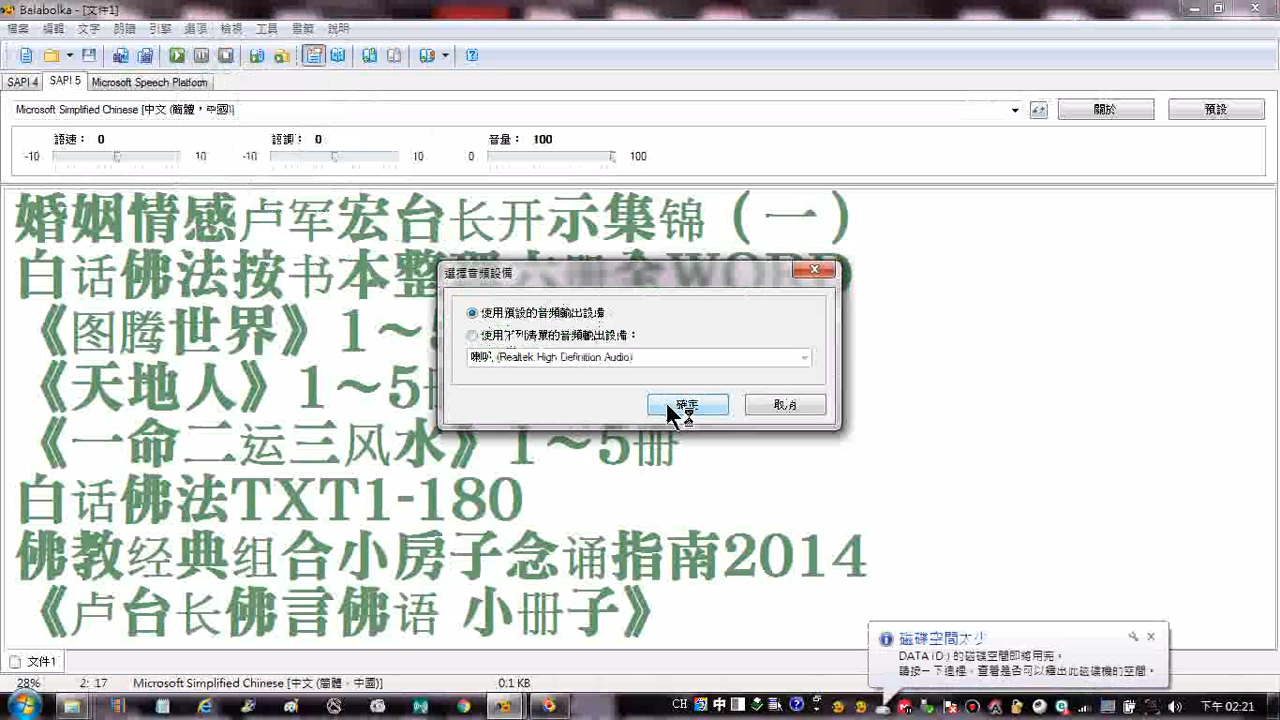 Balabolka - [文件1]
檔案 編輯 文字 朗讀 引擎 選項 檢視 工具 書籤 說明
SAPI 4 SAPI 5 Microsoft Speech Platform
Microsoft Simplified Chinese [中文 (簡體，中國)] 關於 預設
語速： 0 語調： 0 音量： 100
-10 10 -10 10 0 100
婚姻情感卢军宏台长开示集锦（一）
白话佛法按书本整
選擇音頻設備
使用預設的音頻輸出設備
《图腾世界》1～
使用下列清單的音頻輸出設備：
喇叭 (Realtek High Definition Audio)
《天地人》1～5册
確定 取消
《一命二运三风水》1～5册
白话佛法TXT1-180
佛教经典组合小房子念诵指南2014
《卢台长佛言佛语 小册子》
磁碟空間太少
DATA (D:) 的磁碟空間即將用完。
請按一下這裡，查看是否可以釋出此磁碟機的空間。
文件1
28% 2: 17 Microsoft Simplified Chinese [中文 (簡體，中國)] 0.1 KB
CH 中 下午 02:21